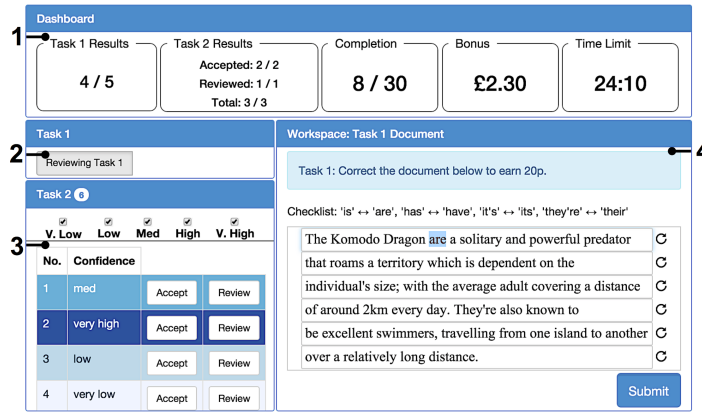 Dashboard
1
Task 1 Results
4 / 5
Task 2 Results
Accepted: 2 / 2
Reviewed: 1 / 1
Total: 3 / 3
Completion
8 / 30
Bonus
£2.30
Time Limit
24:10
Task 1
2
Reviewing Task 1
Task 2 6
V. Low Low Med High V. High
3
No. Confidence
1 med Accept Review
2 very high Accept Review
3 low Accept Review
4 very low Accept Review
Workspace: Task 1 Document
4
Task 1: Correct the document below to earn 20p.
Checklist: 'is' ↔ 'are', 'has' ↔ 'have', 'it's' ↔ 'its', 'they're' ↔ 'their'
The Komodo Dragon are a solitary and powerful predator
that roams a territory which is dependent on the
individual's size; with the average adult covering a distance
of around 2km every day. They're also known to
be excellent swimmers, travelling from one island to another
over a relatively long distance.
Submit